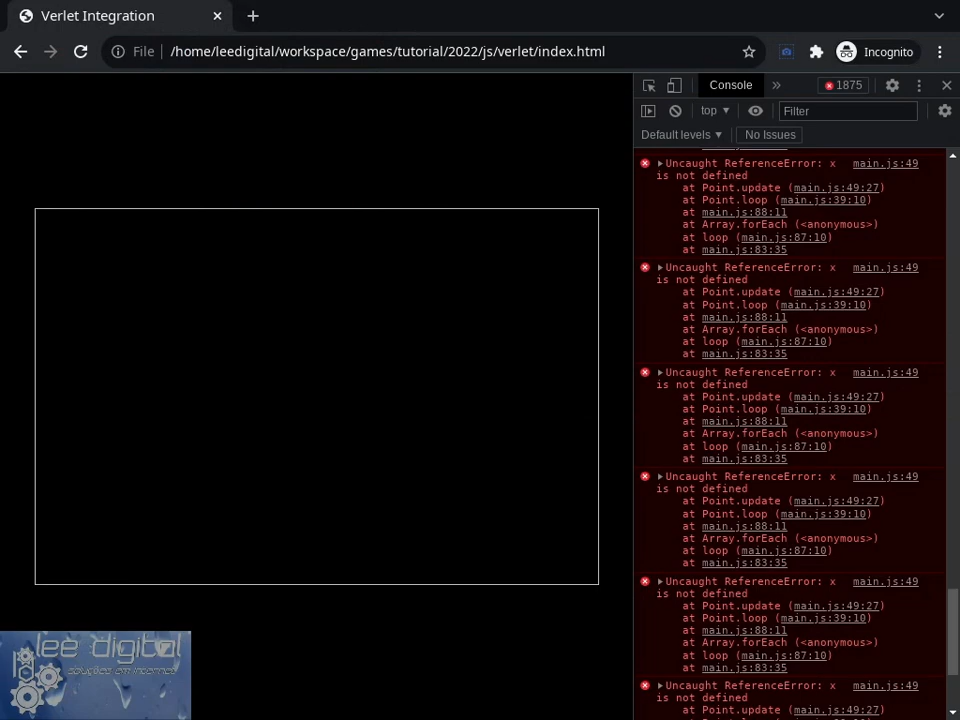 Verlet Integration
File /home/leedigital/workspace/games/tutorial/2022/js/verlet/index.html Incognito
Console 1875
top Filter
Default levels No Issues
Uncaught ReferenceError: x main.js:49
is not defined
at Point.update (main.js:49:27)
at Point.loop (main.js:39:10)
at main.js:88:11
at Array.forEach (<anonymous>)
at loop (main.js:87:10)
at main.js:83:35
Uncaught ReferenceError: x main.js:49
is not defined
at Point.update (main.js:49:27)
at Point.loop (main.js:39:10)
at main.js:88:11
at Array.forEach (<anonymous>)
at loop (main.js:87:10)
at main.js:83:35
Uncaught ReferenceError: x main.js:49
is not defined
at Point.update (main.js:49:27)
at Point.loop (main.js:39:10)
at main.js:88:11
at Array.forEach (<anonymous>)
at loop (main.js:87:10)
at main.js:83:35
Uncaught ReferenceError: x main.js:49
is not defined
at Point.update (main.js:49:27)
at Point.loop (main.js:39:10)
at main.js:88:11
at Array.forEach (<anonymous>)
at loop (main.js:87:10)
at main.js:83:35
Uncaught ReferenceError: x main.js:49
is not defined
at Point.update (main.js:49:27)
at Point.loop (main.js:39:10)
at main.js:88:11
at Array.forEach (<anonymous>)
at loop (main.js:87:10)
at main.js:83:35
Uncaught ReferenceError: x main.js:49
is not defined
at Point.update (main.js:49:27)
lee digital
soluções em internet